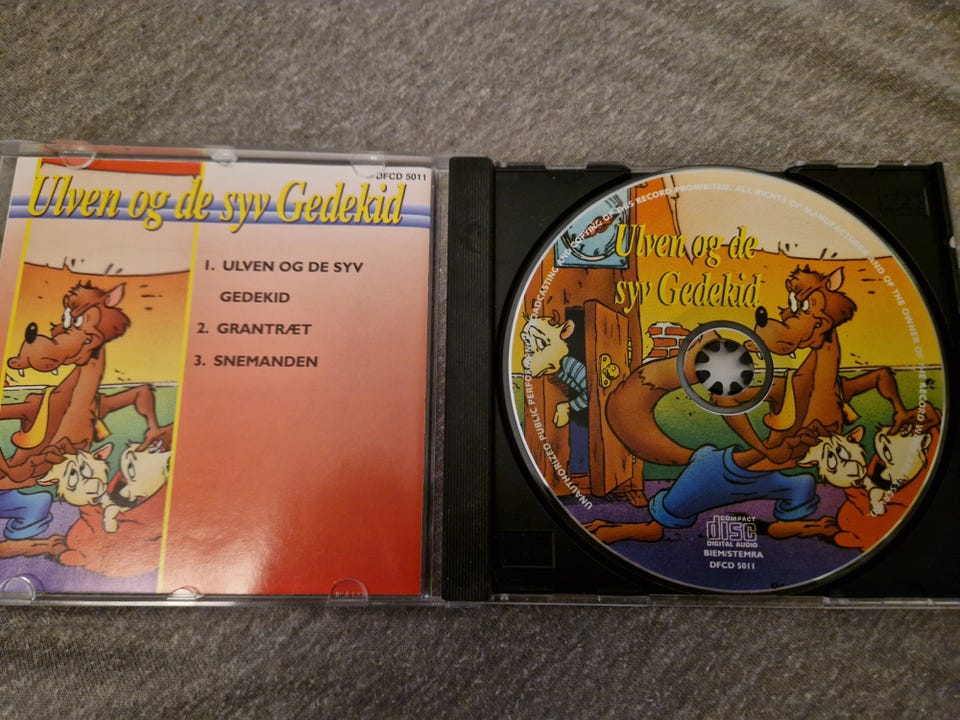 DFCD 5011
Ulven og de syv Gedekid
1. ULVEN OG DE SYV
GEDEKID
2. GRANTRÆT
3. SNEMANDEN
UNAUTHORIZED PUBLIC PERFORMANCE BROADCASTING AND COPYING OF THIS RECORD PROHIBITED. ALL RIGHTS OF MANUFACTURER AND OF THE OWNER OF THE RECORD
Ulven og de
syv Gedekid
COMPACT
disc
DIGITAL AUDIO
BIEM/STEMRA
DFCD 5011